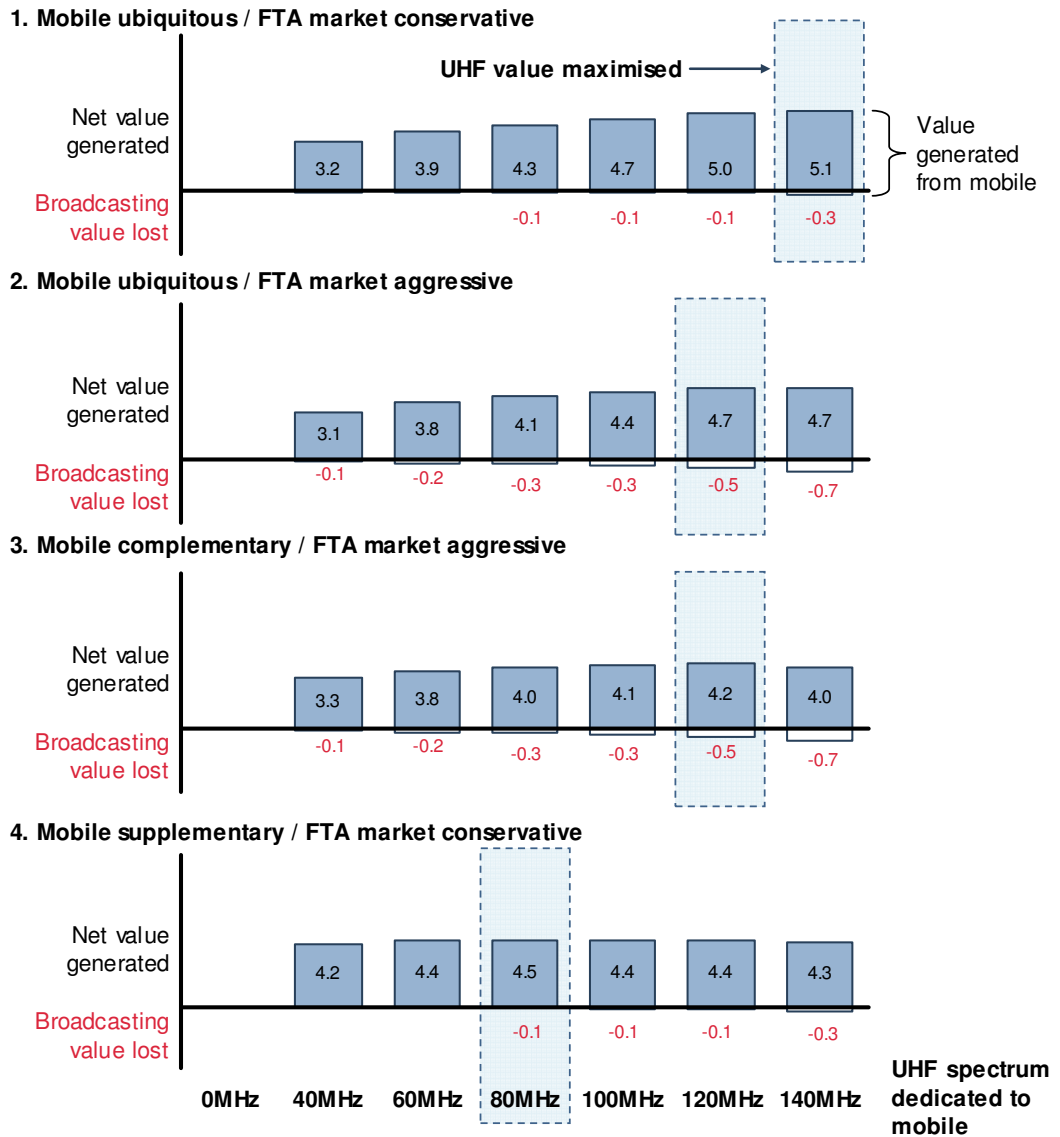 1. Mobile ubiquitous / FTA market conservative
UHF value maximised
Net value
generated
3.2 3.9 4.3 4.7 5.0 5.1
Value
generated
from mobile
Broadcasting
value lost
-0.1 -0.1 -0.1 -0.3
2. Mobile ubiquitous / FTA market aggressive
Net value
generated
3.1 3.8 4.1 4.4 4.7 4.7
Broadcasting
value lost
-0.1 -0.2 -0.3 -0.3 -0.5 -0.7
3. Mobile complementary / FTA market aggressive
Net value
generated
3.3 3.8 4.0 4.1 4.2 4.0
Broadcasting
value lost
-0.1 -0.2 -0.3 -0.3 -0.5 -0.7
4. Mobile supplementary / FTA market conservative
Net value
generated
4.2 4.4 4.5 4.4 4.4 4.3
Broadcasting
value lost
-0.1 -0.1 -0.1 -0.3
0MHz 40MHz 60MHz 80MHz 100MHz 120MHz 140MHz
UHF spectrum
dedicated to
mobile